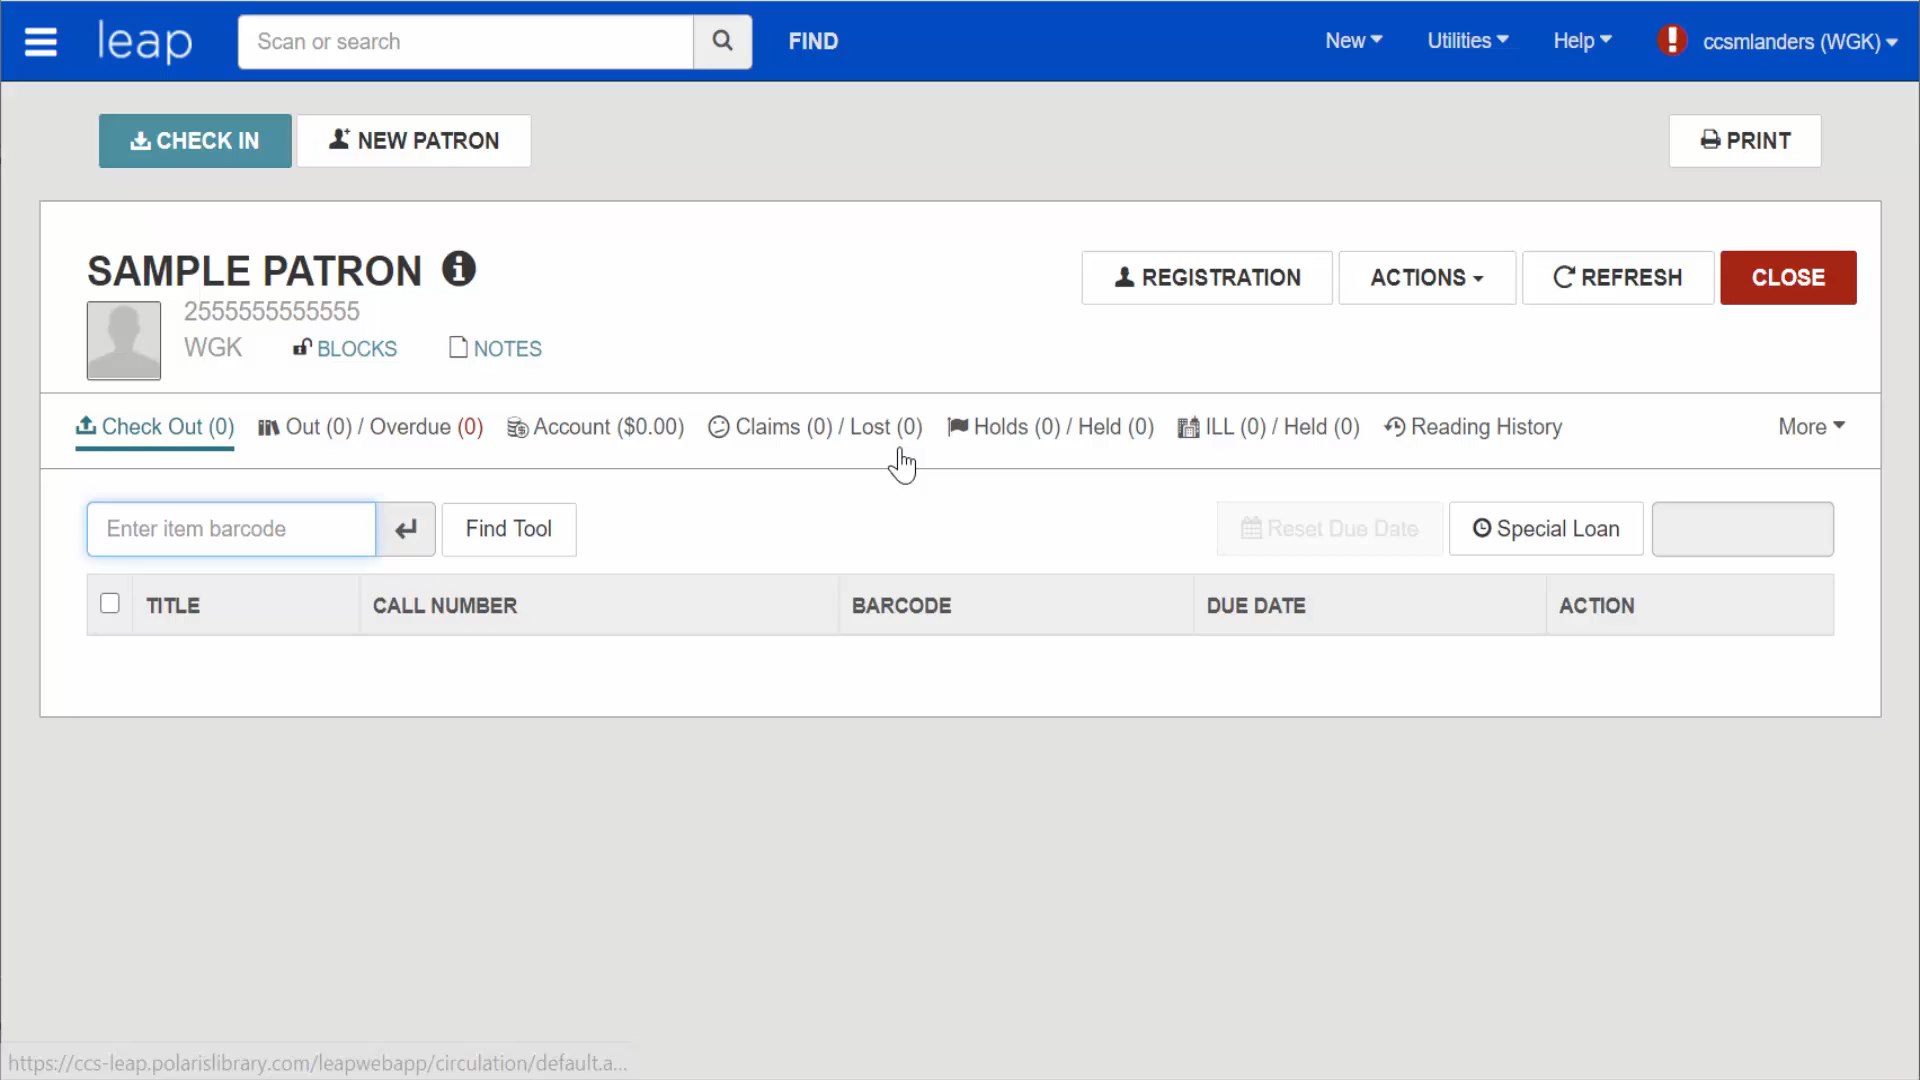 leap Scan or search FIND New Utilities Help ccsmlanders (WGK)
CHECK IN NEW PATRON PRINT
SAMPLE PATRON REGISTRATION ACTIONS REFRESH CLOSE
2555555555555
WGK BLOCKS NOTES
Check Out (0) Out (0) / Overdue (0) Account ($0.00) Claims (0) / Lost (0) Holds (0) / Held (0) ILL (0) / Held (0) Reading History More
Enter item barcode Find Tool Reset Due Date Special Loan
TITLE CALL NUMBER BARCODE DUE DATE ACTION
https://ccs-leap.polarislibrary.com/leapwebapp/circulation/default.a...